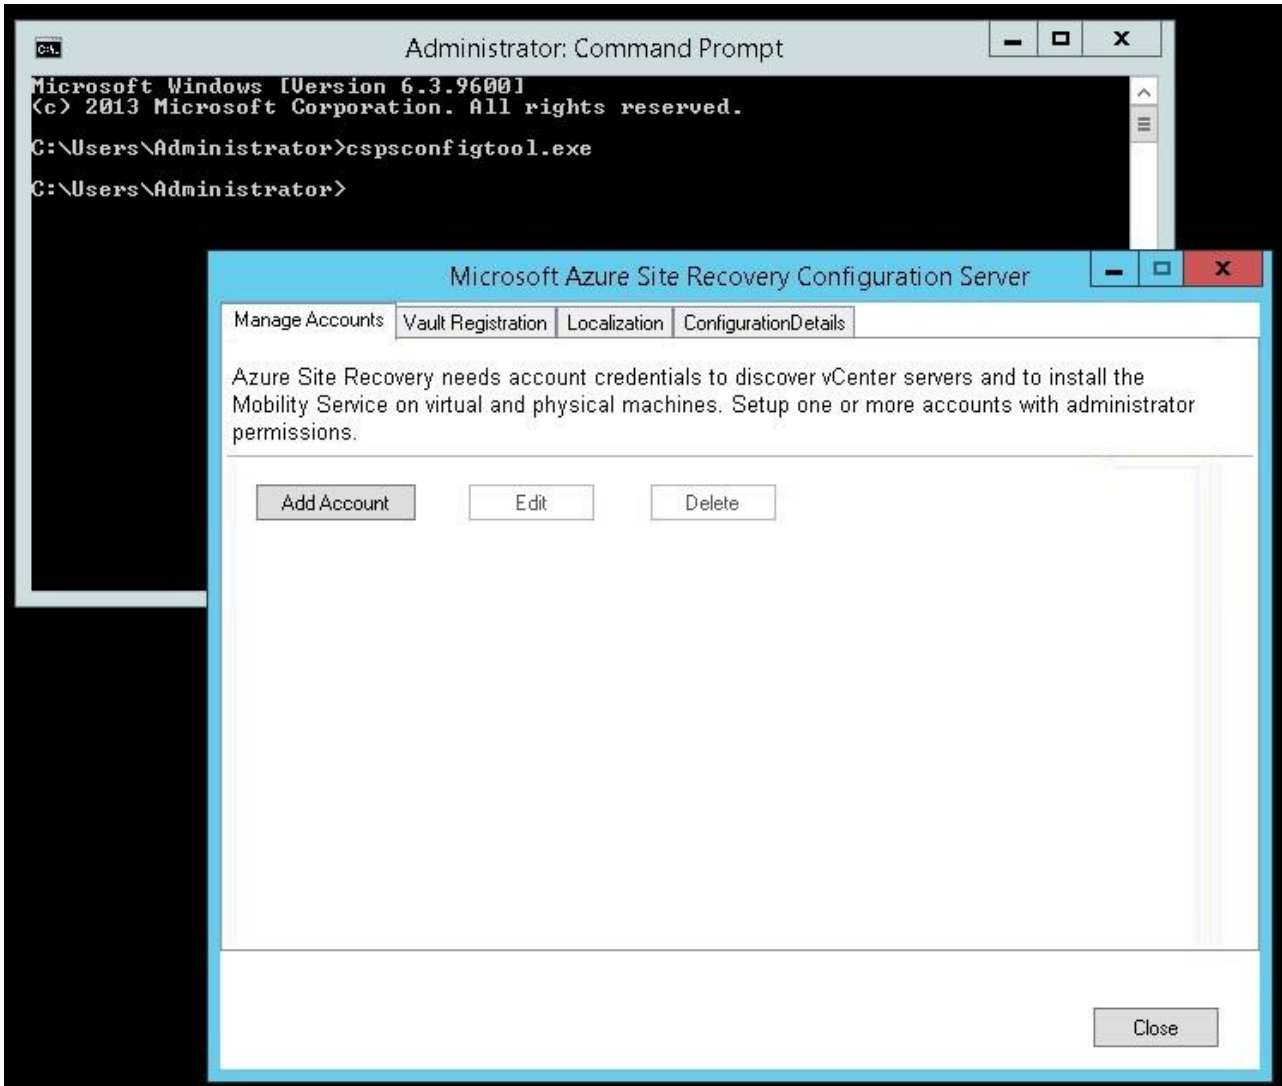 Administrator: Command Prompt
Microsoft Windows [Version 6.3.9600]
(c) 2013 Microsoft Corporation. All rights reserved.
C:\Users\Administrator>cspsconfigtool.exe
C:\Users\Administrator>
Microsoft Azure Site Recovery Configuration Server
Manage Accounts Vault Registration Localization ConfigurationDetails
Azure Site Recovery needs account credentials to discover vCenter servers and to install the
Mobility Service on virtual and physical machines. Setup one or more accounts with administrator
permissions.
Add Account Edit Delete
Close